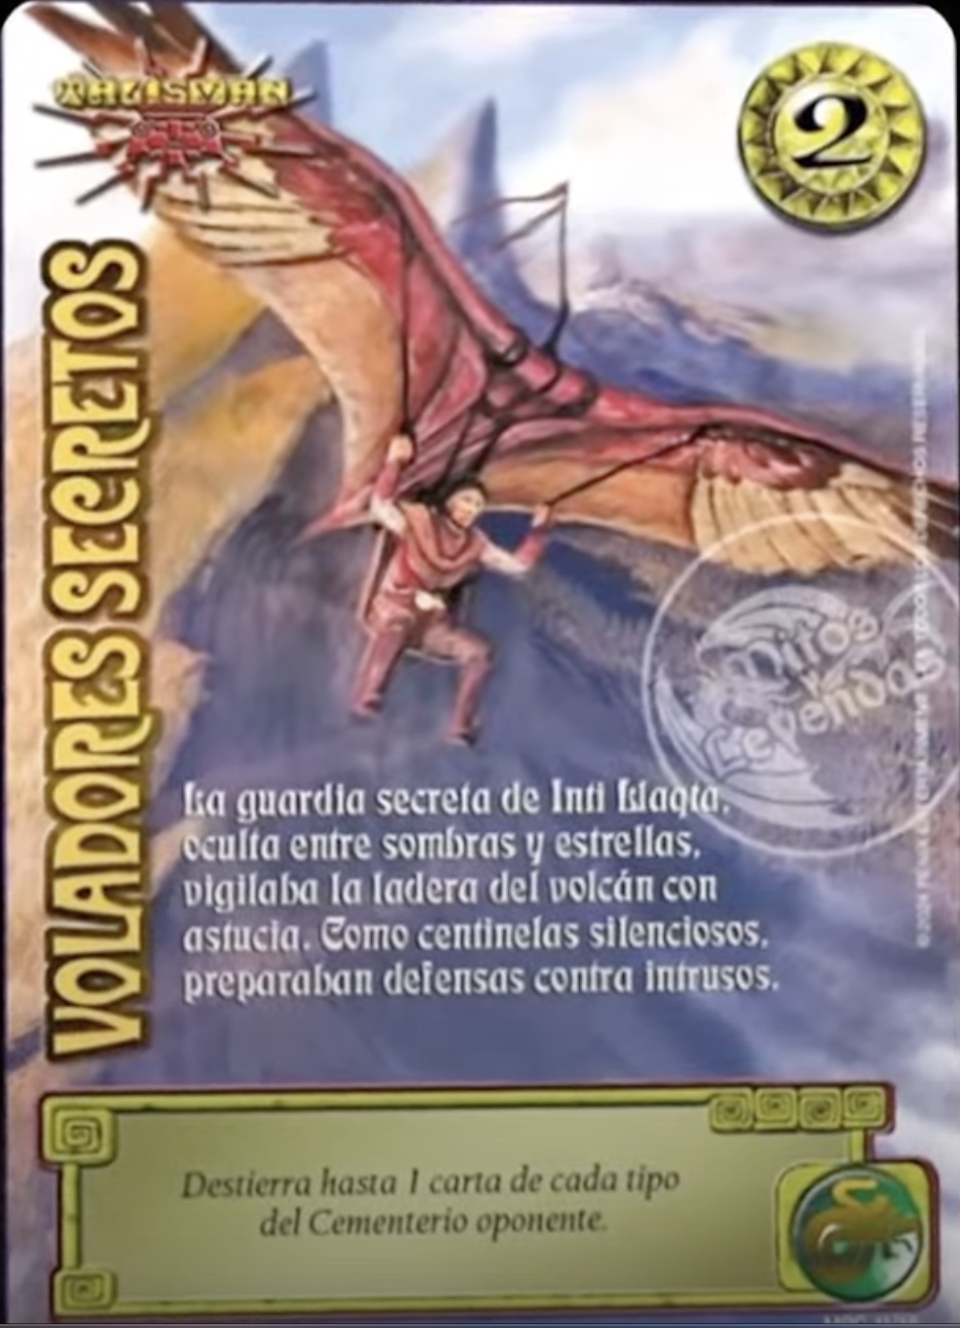 TALISMAN
2
VOLADORES SECRETOS
La guardia secreta de Inti Llaqta,
oculta entre sombras y estrellas,
vigilaba la ladera del volcán con
astucia. Como centinelas silenciosos,
preparaban defensas contra intrusos.
Mitos
y
Leyendas
Destierra hasta 1 carta de cada tipo
del Cementerio oponente.